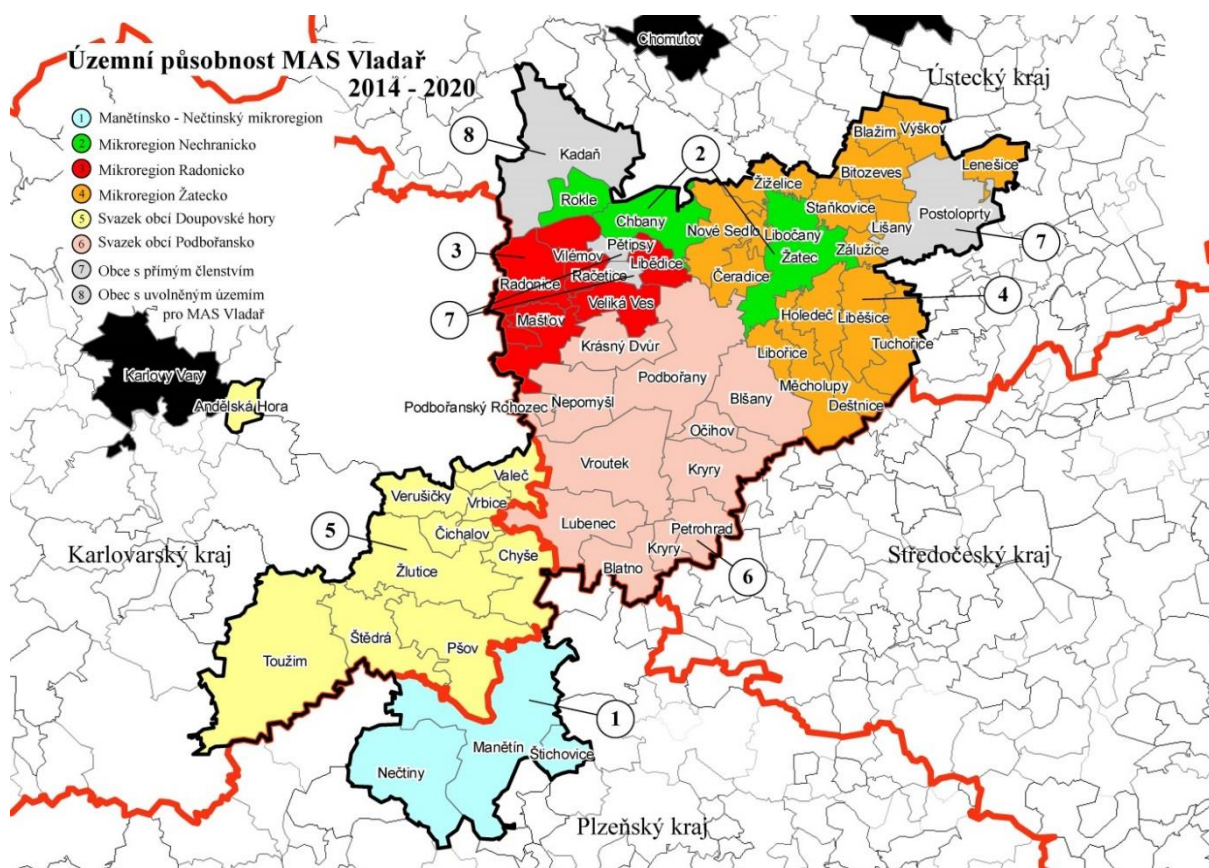 Územní působnost MAS Vladař
2014 - 2020
1 Manětínsko - Nečtinský mikroregion
2 Mikroregion Nechranicko
3 Mikroregion Radonicko
4 Mikroregion Žatecko
5 Svazek obcí Doupovské hory
6 Svazek obcí Podbořansko
7 Obce s přímým členstvím
8 Obec s uvolněným územím
pro MAS Vladař
Chomutov
Ústecký kraj
8
Kadaň
2
Blažim
Výškov
Lenešice
Bitozeves
Žiželice
Rokle
Chbany
Staňkovice
Postoloprty
Nové Sedlo
Libočany
Lišany
3
Pětipsy
Vilémov
Libědice
Žatec
Zálužice
7
Radonice
Račetice
Čeradice
4
7
Veliká Ves
Mašťov
Holedeč
Liběšice
Krásný Dvůr
Libořice
Tuchořice
Karlovy Vary
Andělská Hora
Podbořany
Měcholupy
Nepomyšl
Blšany
Deštnice
Podbořanský Rohozec
Očihov
Vroutek
Kryry
Valeč
Verušičky
Vrbice
5
Lubenec
Petrohrad
Čichalov
Karlovarský kraj
Chyše
Kryry
Středočeský kraj
Žlutice
Blatno
6
Štědrá
Pšov
Toužim
1
Manětín
Štichovice
Nečtiny
Plzeňský kraj